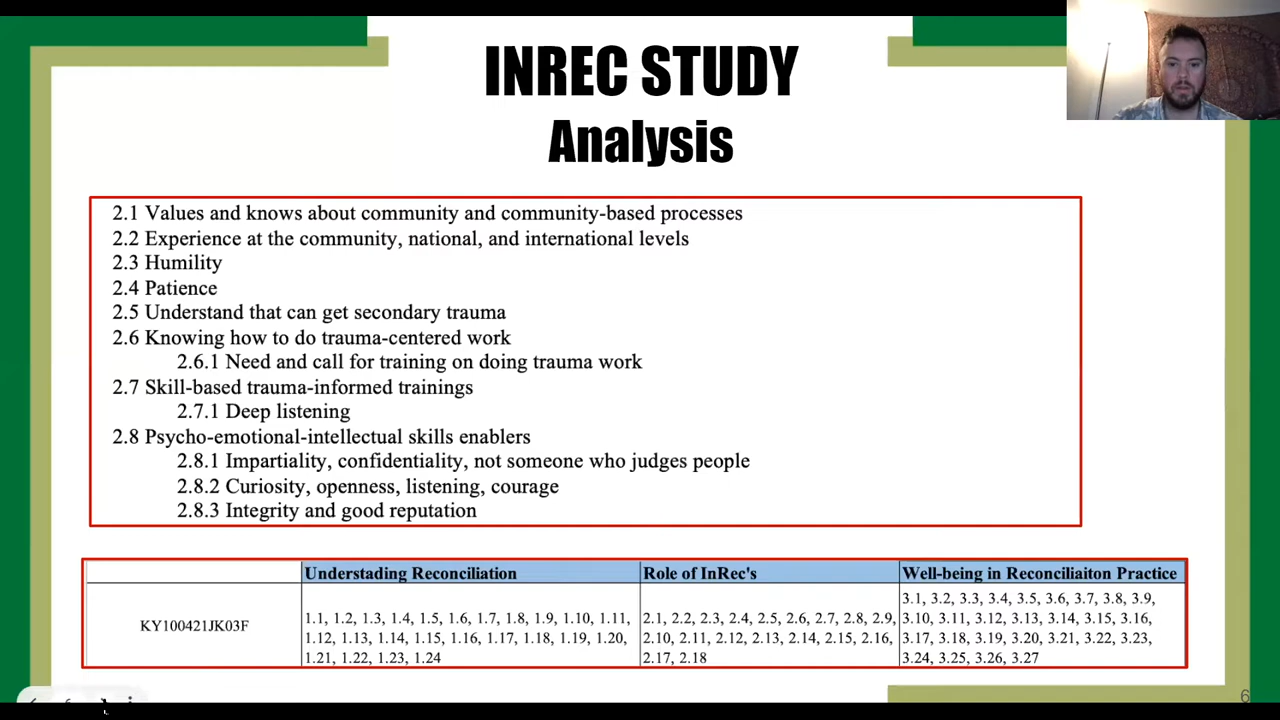 INREC STUDY
Analysis
2.1 Values and knows about community and community-based processes
2.2 Experience at the community, national, and international levels
2.3 Humility
2.4 Patience
2.5 Understand that can get secondary trauma
2.6 Knowing how to do trauma-centered work
2.6.1 Need and call for training on doing trauma work
2.7 Skill-based trauma-informed trainings
2.7.1 Deep listening
2.8 Psycho-emotional-intellectual skills enablers
2.8.1 Impartiality, confidentiality, not someone who judges people
2.8.2 Curiosity, openness, listening, courage
2.8.3 Integrity and good reputation
Understading Reconciliation
Role of InRec's
Well-being in Reconciliaiton Practice
KY100421JK03F
1.1, 1.2, 1.3, 1.4, 1.5, 1.6, 1.7, 1.8, 1.9, 1.10, 1.11,
1.12, 1.13, 1.14, 1.15, 1.16, 1.17, 1.18, 1.19, 1.20,
1.21, 1.22, 1.23, 1.24
2.1, 2.2, 2.3, 2.4, 2.5, 2.6, 2.7, 2.8, 2.9,
2.10, 2.11, 2.12, 2.13, 2.14, 2.15, 2.16,
2.17, 2.18
3.1, 3.2, 3.3, 3.4, 3.5, 3.6, 3.7, 3.8, 3.9,
3.10, 3.11, 3.12, 3.13, 3.14, 3.15, 3.16,
3.17, 3.18, 3.19, 3.20, 3.21, 3.22, 3.23,
3.24, 3.25, 3.26, 3.27
6